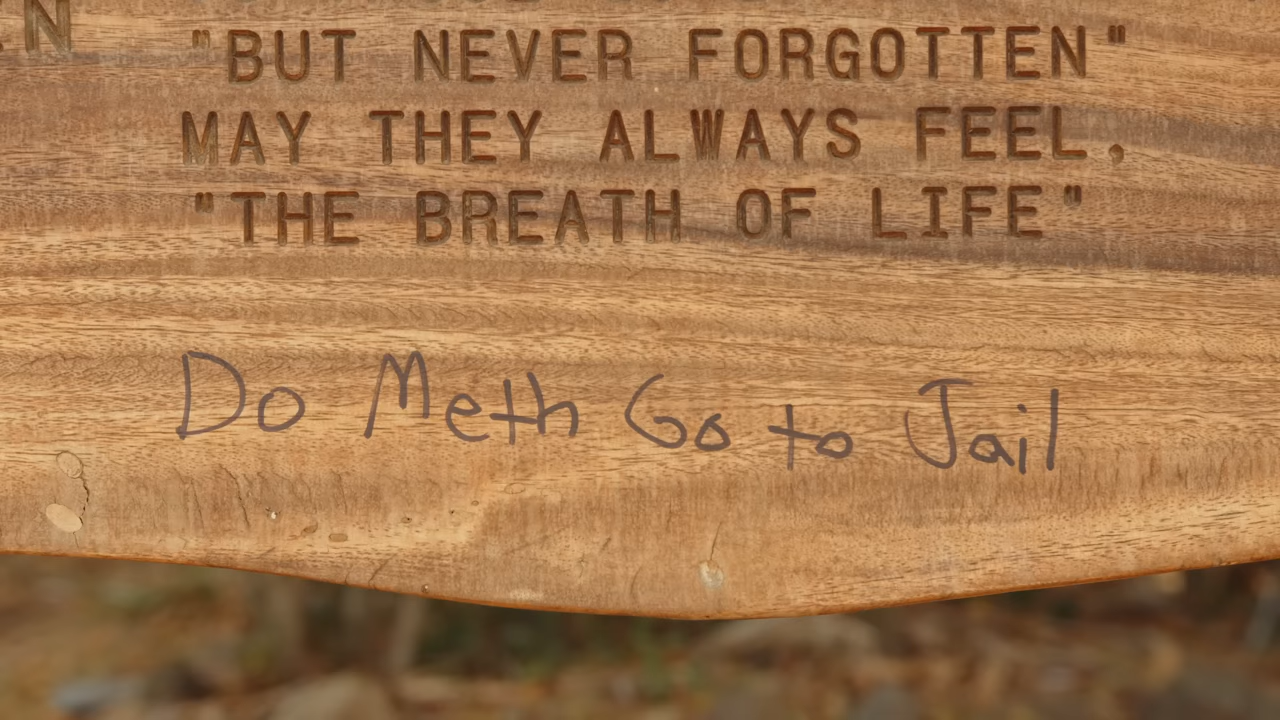 "BUT NEVER FORGOTTEN"
MAY THEY ALWAYS FEEL,
"THE BREATH OF LIFE"
Do Meth Go to Jail